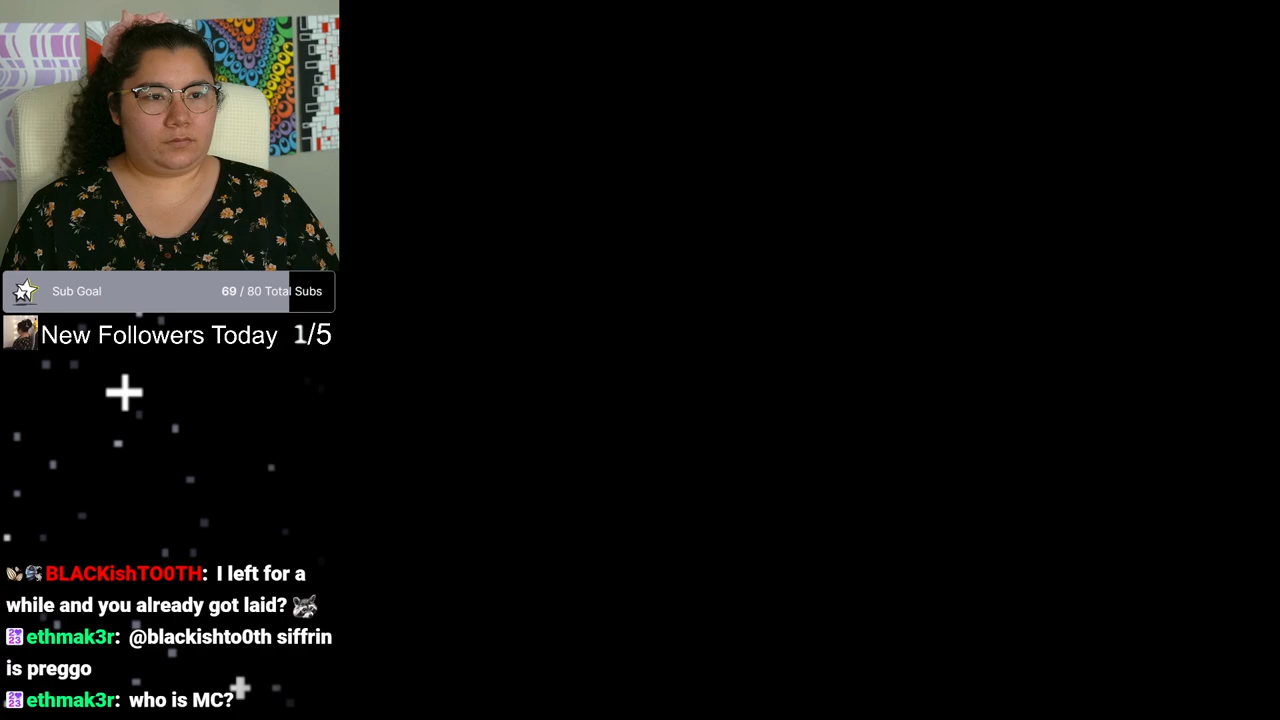 Sub Goal 69 / 80 Total Subs
New Followers Today 1/5
BLACKishTO0TH: I left for a
while and you already got laid?
ethmak3r: @blackishto0th siffrin
is preggo
ethmak3r: who is MC?